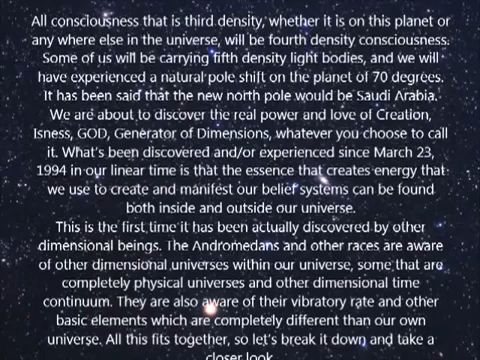 All consciousness that is third density, whether it is on this planet or
any where else in the universe, will be fourth density consciousness.
Some of us will be carrying fifth density light bodies, and we will
have experienced a natural pole shift on the planet of 70 degrees.
It has been said that the new north pole would be Saudi Arabia.
We are about to discover the real power and love of Creation,
Isness, GOD, Generator of Dimensions, whatever you choose to call
it. What's been discovered and/or experienced since March 23,
1994 in our linear time is that the essence that creates energy that
we use to create and manifest our belief systems can be found
both inside and outside our universe.
This is the first time it has been actually discovered by other
dimensional beings. The Andromedans and other races are aware
of other dimensional universes within our universe, some that are
completely physical universes and other dimensional time
continuum. They are also aware of their vibratory rate and other
basic elements which are completely different than our own
universe. All this fits together, so let's break it down and take a
closer look